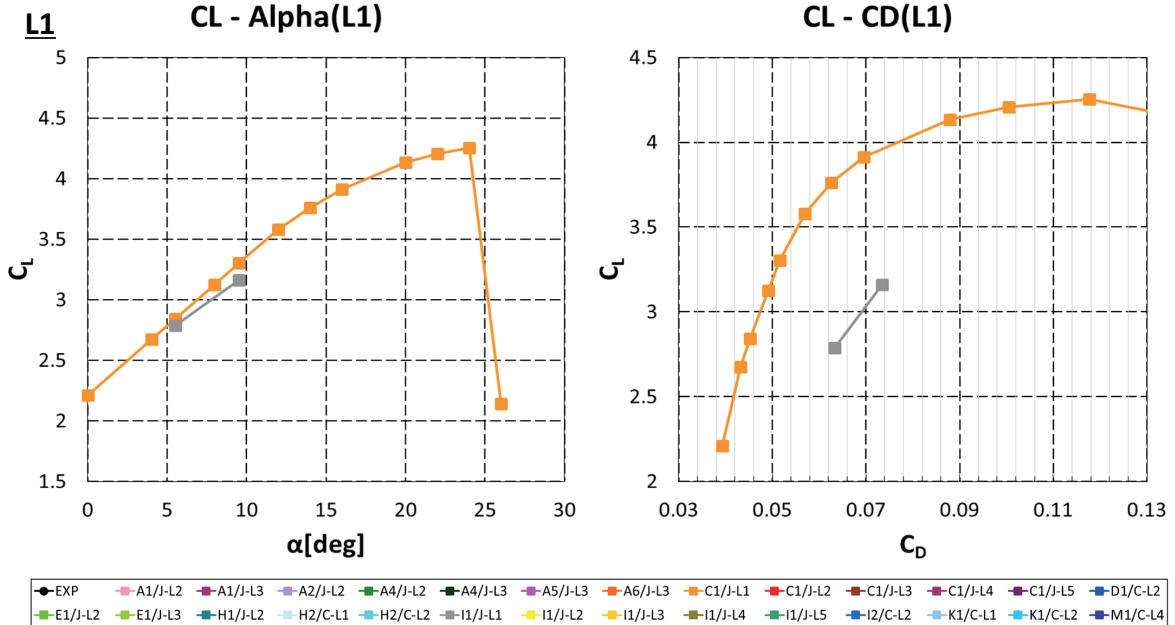 L1
CL - Alpha(L1)
5
4.5
4
3.5
3
2.5
2
1.5
CL
0 5 10 15 20 25 30
α[deg]
CL - CD(L1)
4.5
4
3.5
3
2.5
2
CL
0.03 0.05 0.07 0.09 0.11 0.13
CD
EXP A1/J-L2 A1/J-L3 A2/J-L2 A4/J-L2 A4/J-L3 A5/J-L3 A6/J-L3 C1/J-L1 C1/J-L2 C1/J-L3 C1/J-L4 C1/J-L5 D1/C-L2
E1/J-L2 E1/J-L3 H1/J-L2 H2/C-L1 H2/C-L2 I1/J-L1 I1/J-L2 I1/J-L3 I1/J-L4 I1/J-L5 I2/C-L2 K1/C-L1 K1/C-L2 M1/C-L4